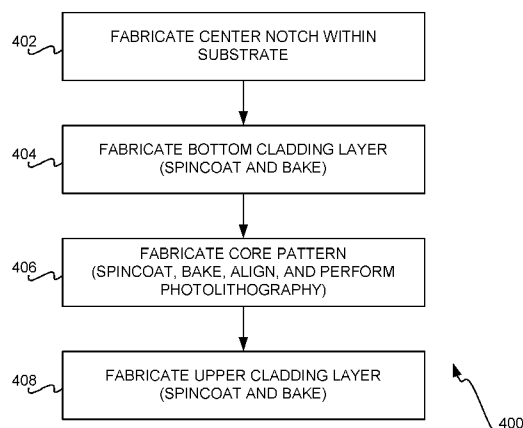 402
FABRICATE CENTER NOTCH WITHIN
SUBSTRATE
404
FABRICATE BOTTOM CLADDING LAYER
(SPINCOAT AND BAKE)
406
FABRICATE CORE PATTERN
(SPINCOAT, BAKE, ALIGN, AND PERFORM
PHOTOLITHOGRAPHY)
408
FABRICATE UPPER CLADDING LAYER
(SPINCOAT AND BAKE)
400